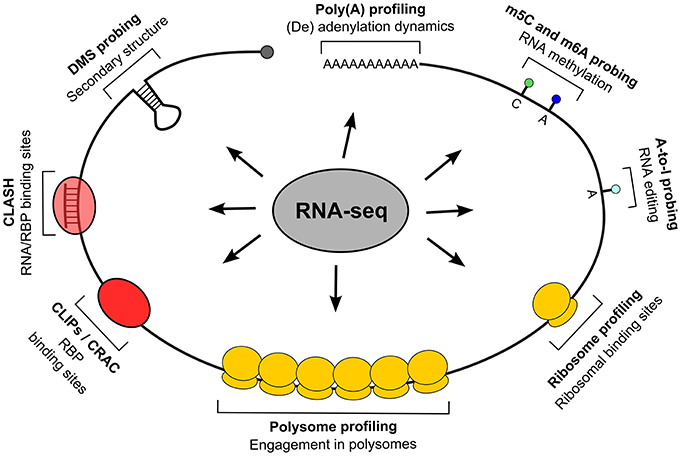 Poly(A) profiling
(De) adenylation dynamics
AAAAAAAAAAA
m5C and m6A probing
RNA methylation
C
A
A-to-I probing
RNA editing
A
Ribosome profiling
Ribosomal binding sites
Polysome profiling
Engagement in polysomes
CLIPs / CRAC
RBP
binding sites
CLASH
RNA/RBP binding sites
DMS probing
Secondary structure
RNA-seq